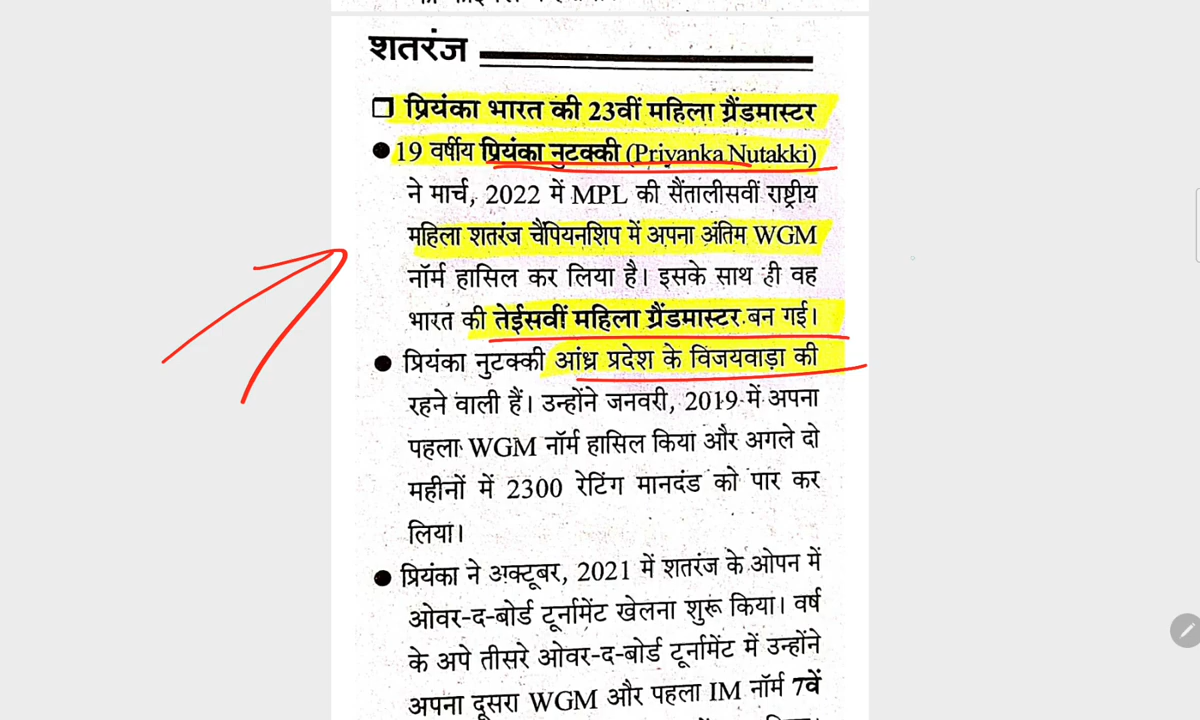 शतरंज
❑ प्रियंका भारत की 23वीं महिला ग्रैंडमास्टर
● 19 वर्षीय प्रियंका नुटक्की (Priyanka Nutakki)
ने मार्च, 2022 में MPL की सैंतालीसवीं राष्ट्रीय
महिला शतरंज चैंपियनशिप में अपना अंतिम WGM
नॉर्म हासिल कर लिया है। इसके साथ ही वह
भारत की तेईसवीं महिला ग्रैंडमास्टर बन गई।
● प्रियंका नुटक्की आंध्र प्रदेश के विजयवाड़ा की
रहने वाली हैं। उन्होंने जनवरी, 2019 में अपना
पहला WGM नॉर्म हासिल किया और अगले दो
महीनों में 2300 रेटिंग मानदंड को पार कर
लिया।
● प्रियंका ने अक्टूबर, 2021 में शतरंज के ओपन में
ओवर-द-बोर्ड टूर्नामेंट खेलना शुरू किया। वर्ष
के अपे तीसरे ओवर-द-बोर्ड टूर्नामेंट में उन्होंने
अपना दूसरा WGM और पहला IM नॉर्म 7वें